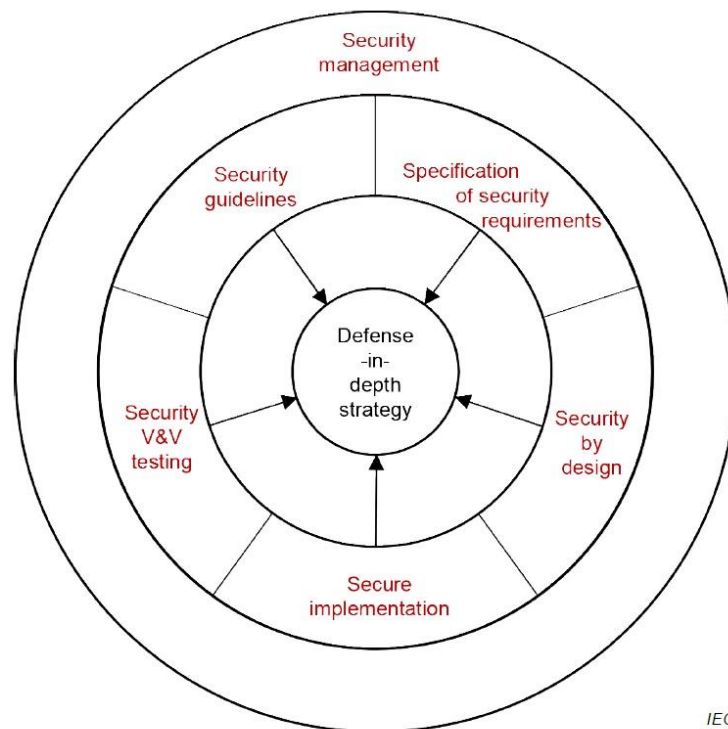 Security
management
Security
guidelines
Specification
of security
requirements
Defense
-in-
depth
strategy
Security
V&V
testing
Security
by
design
Secure
implementation